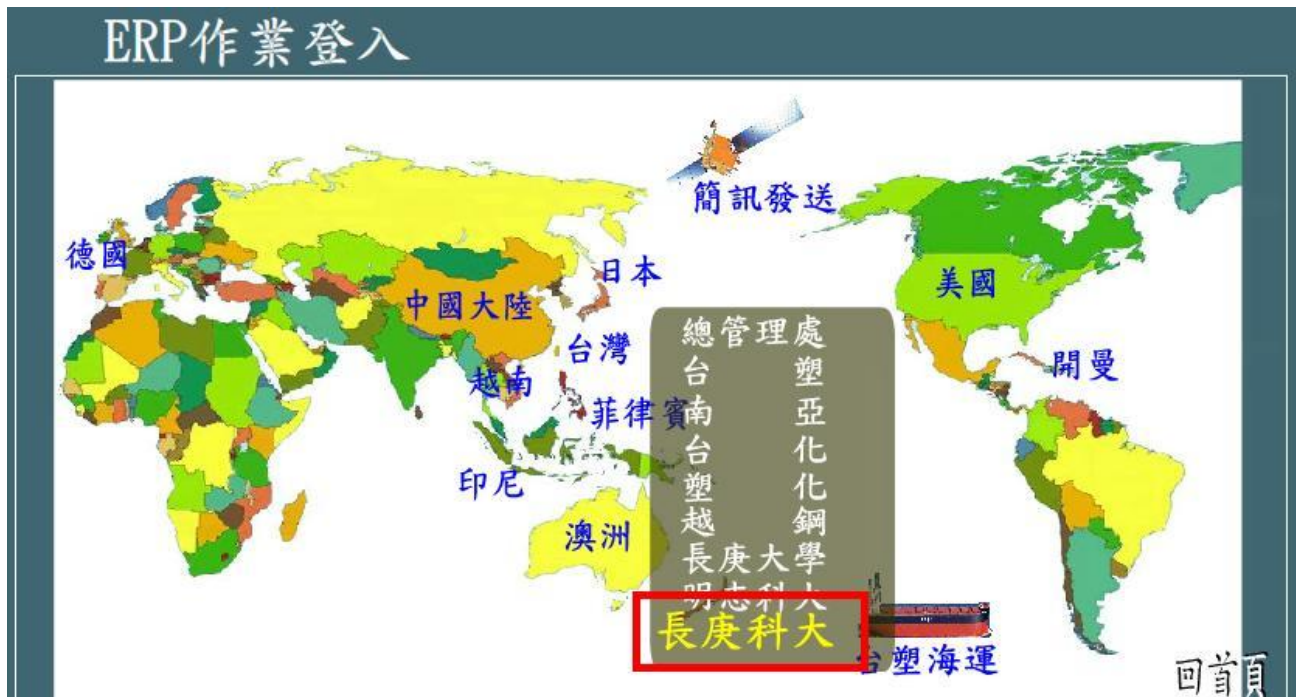 ERP作業登入
簡訊發送
德國
日本
美國
中國大陸
台灣
開曼
越南
菲律賓
印尼
澳洲
總管理處
台塑
南亞
台化
塑化
越鋼
長庚大學
明志科大
長庚科大
台塑海運
回首頁